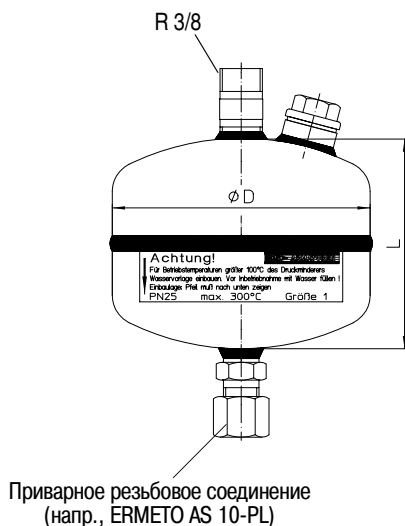 R 3/8
øD
L
Achtung!
Für Betriebstemperaturen größer 100°C des Druckminderers
Wasservorlage einbauen. Vor Inbetriebnahme mit Wasser füllen !
Einbaulage: Pfeil muß nach unten zeigen
PN25 max. 300°C Größe 1
Приварное резьбовое соединение
(напр., ERMETO AS 10-PL)